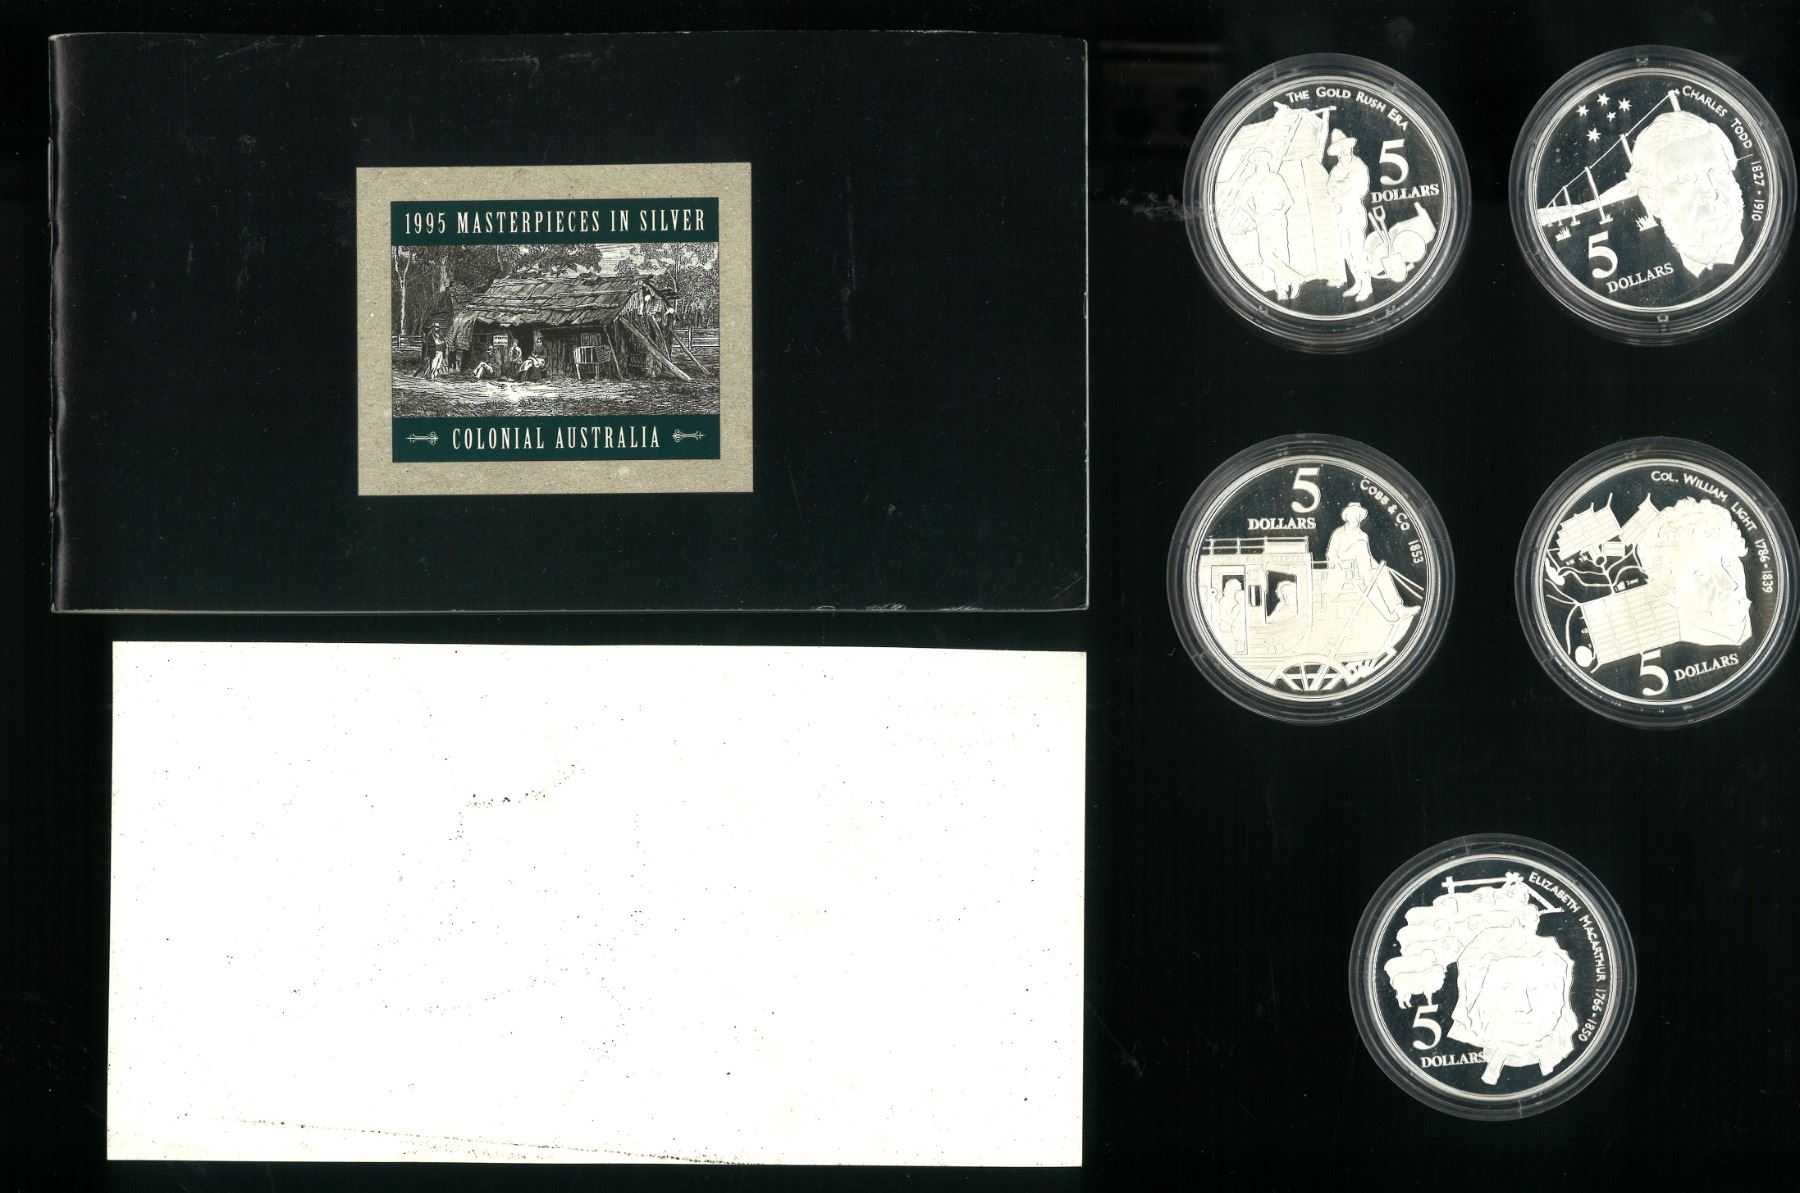 1995 MASTERPIECES IN SILVER
COLONIAL AUSTRALIA
THE GOLD RUSH ERA
5
DOLLARS
CHARLES TODD 1827 • 1910
5
DOLLARS
5
DOLLARS
COBB & CO 1853
COL. WILLIAM LIGHT 1786 • 1839
5
DOLLARS
ELIZABETH MACARTHUR 1766 • 1850
5
DOLLARS